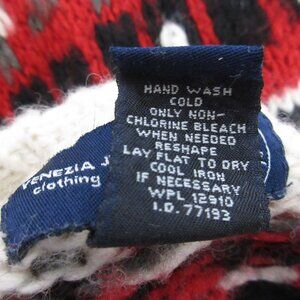 HAND WASH
COLD
ONLY NON-
CHLORINE BLEACH
WHEN NEEDED
RESHAPE
LAY FLAT TO DRY
COOL IRON
IF NECESSARY
WPL 12910
I.D. 77193
VENEZIA J
clothing